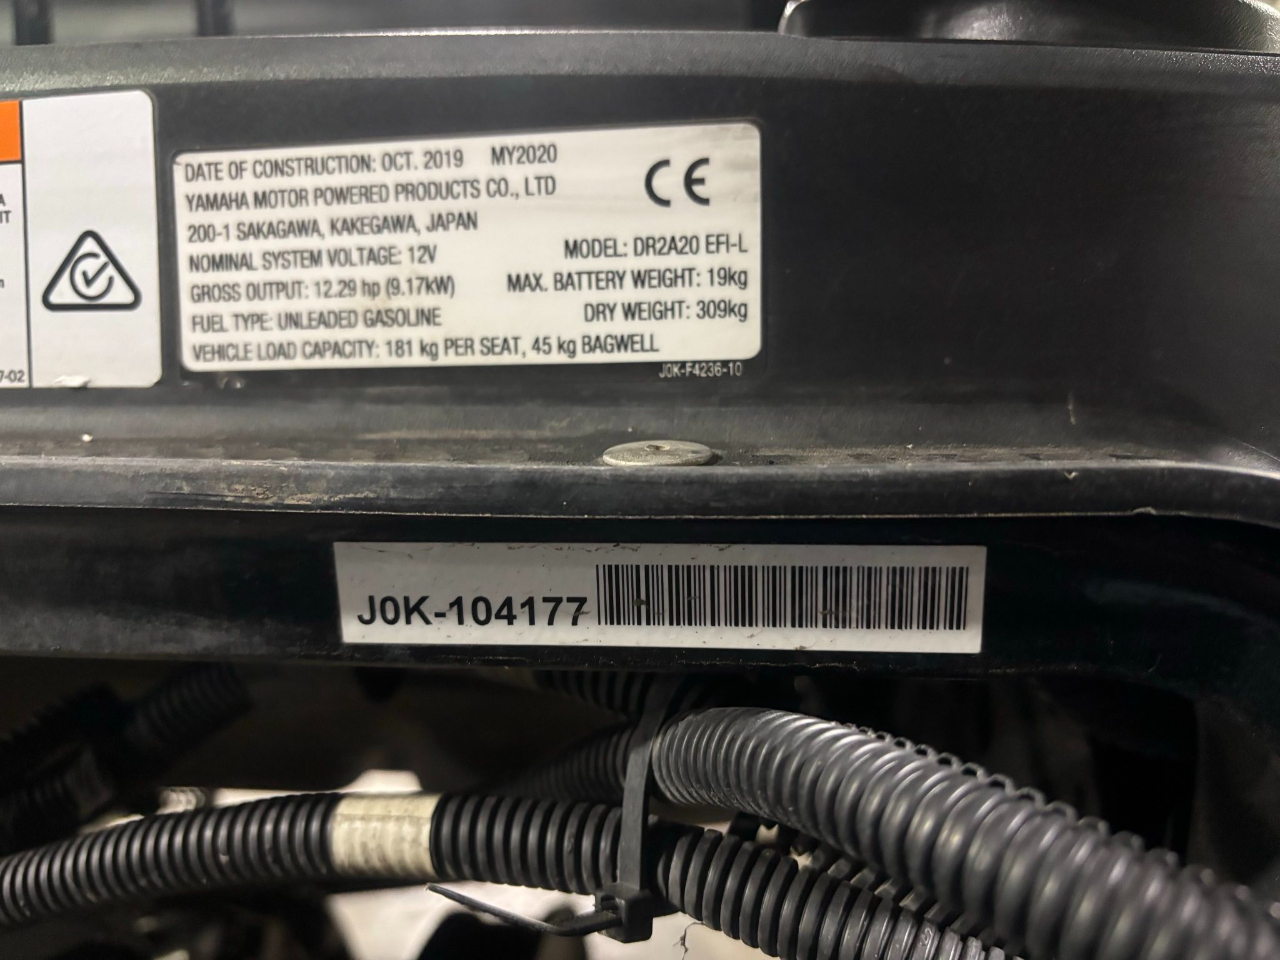 DATE OF CONSTRUCTION: OCT. 2019 MY2020
YAMAHA MOTOR POWERED PRODUCTS CO., LTD
200-1 SAKAGAWA, KAKEGAWA, JAPAN
NOMINAL SYSTEM VOLTAGE: 12V
GROSS OUTPUT: 12.29 hp (9.17kW)
FUEL TYPE: UNLEADED GASOLINE
VEHICLE LOAD CAPACITY: 181 kg PER SEAT, 45 kg BAGWELL
CE
MODEL: DR2A20 EFI-L
MAX. BATTERY WEIGHT: 19kg
DRY WEIGHT: 309kg
J0K-F4236-10
7-02
J0K-104177